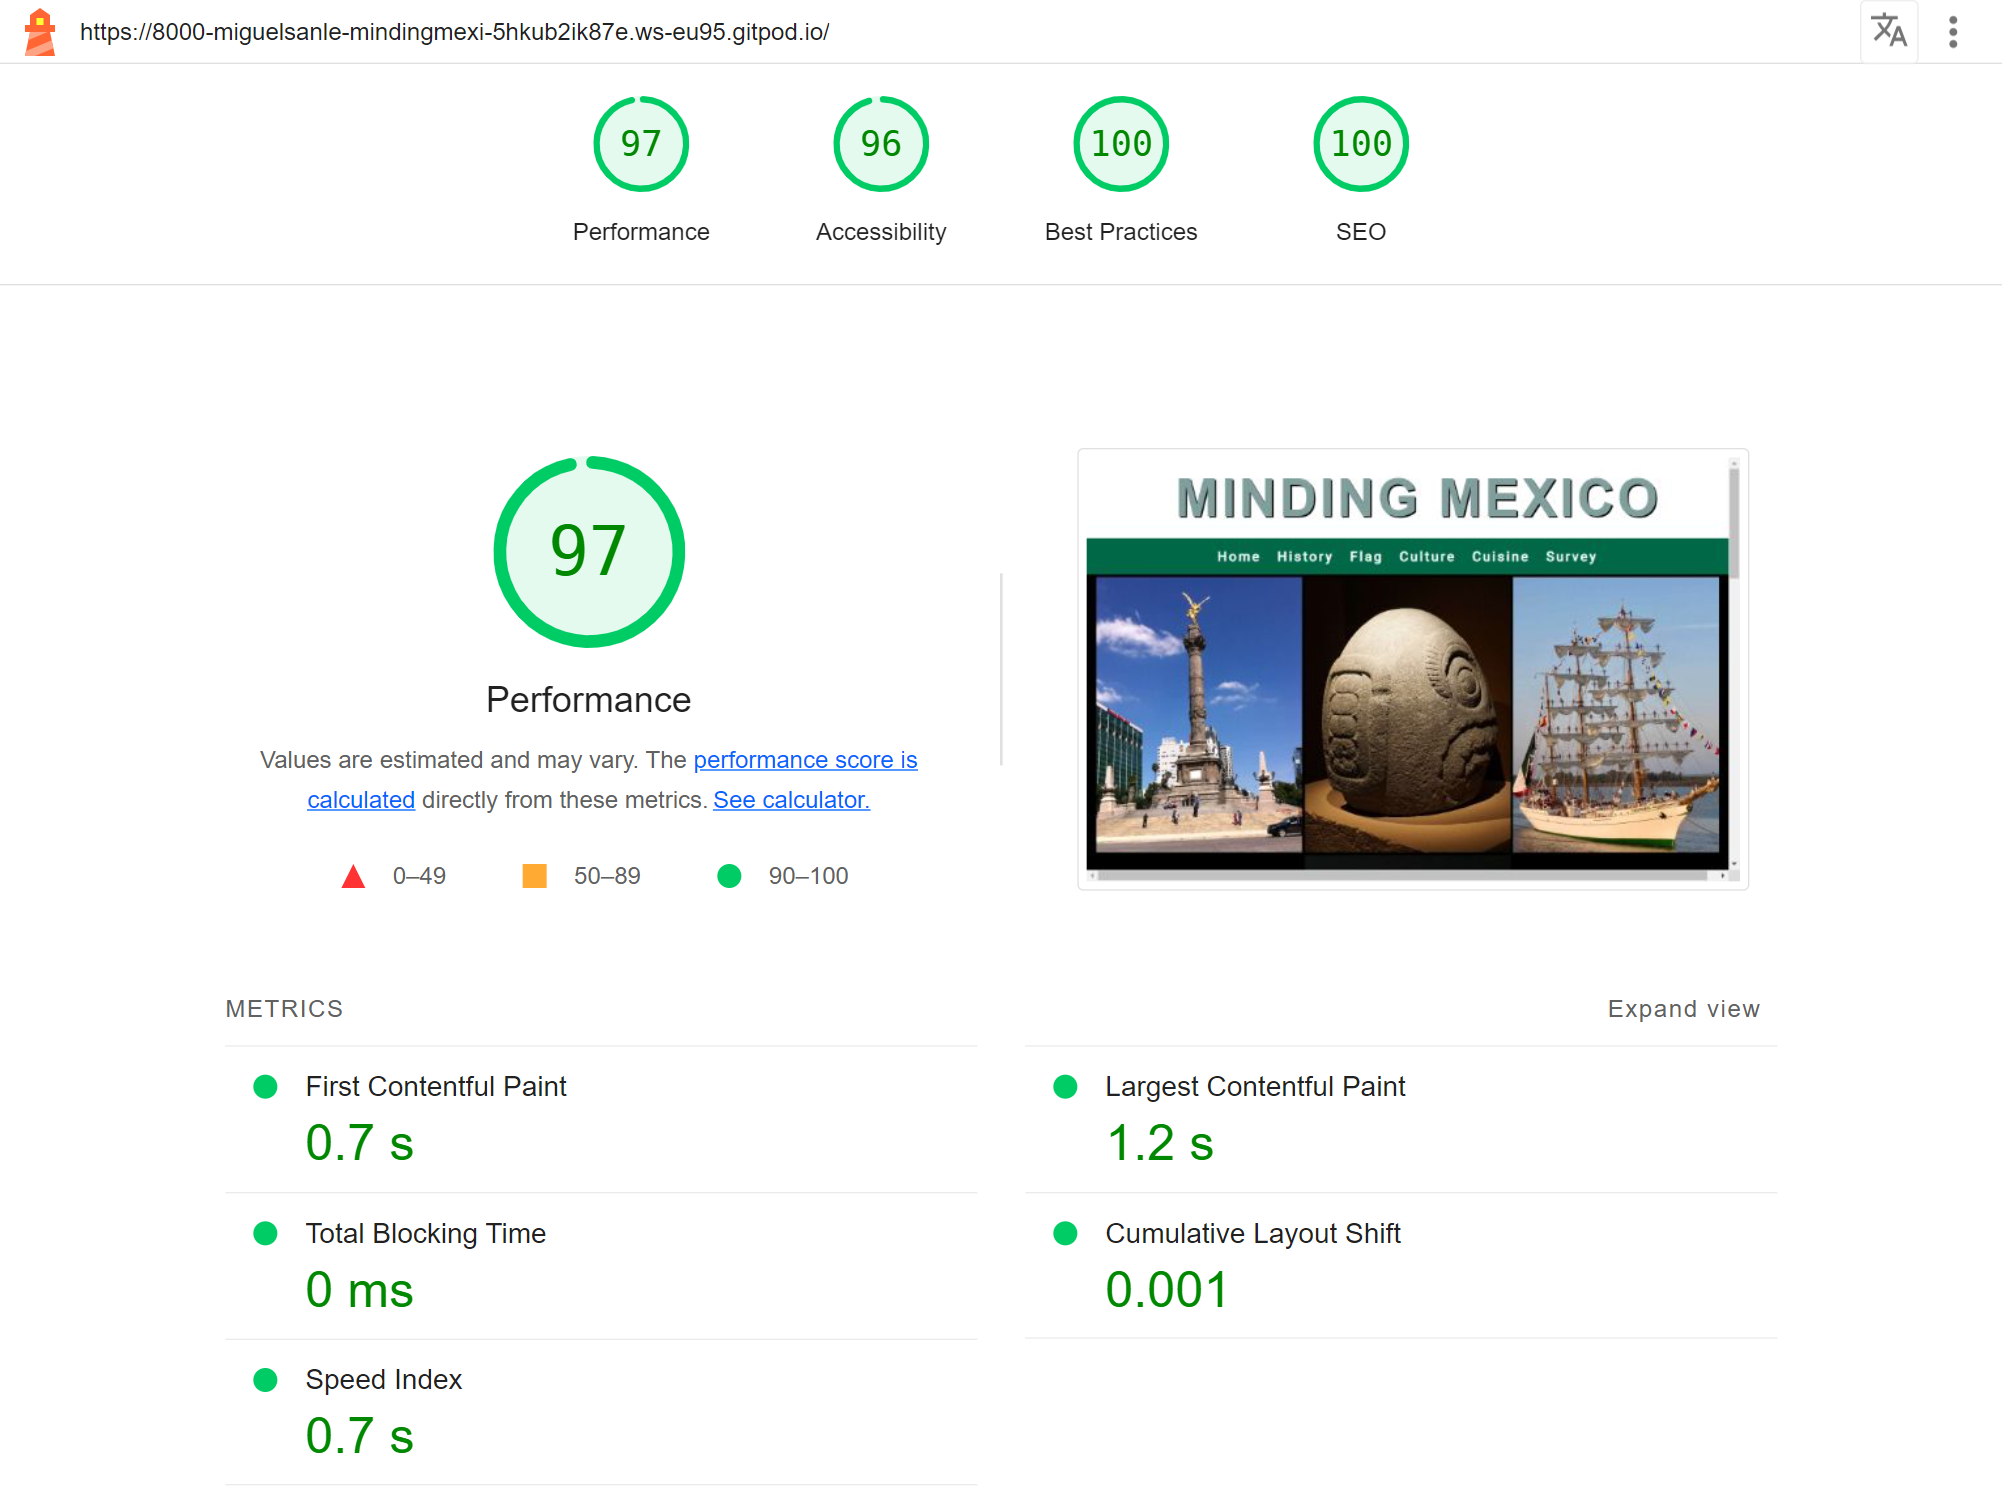 https://8000-miguelsanle-mindingmexi-5hkub2ik87e.ws-eu95.gitpod.io/
97
96
100
100
Performance
Accessibility
Best Practices
SEO
97
Performance
Values are estimated and may vary. The performance score is
calculated directly from these metrics. See calculator.
0–49
50–89
90–100
MINDING MEXICO
Home History Flag Culture Cuisine Survey
METRICS
Expand view
First Contentful Paint
0.7 s
Largest Contentful Paint
1.2 s
Total Blocking Time
0 ms
Cumulative Layout Shift
0.001
Speed Index
0.7 s